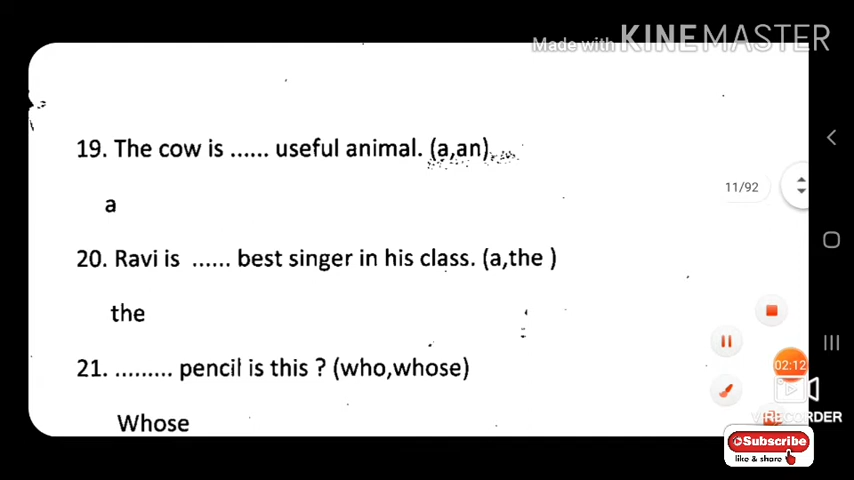 Made with KINEMASTER
19. The cow is ...... useful animal. (a,an)
11/92
a
20. Ravi is ...... best singer in his class. (a,the )
the
21. ......... pencil is this ? (who,whose)
02:12
VIRECORDER
Whose
Subscribe
like & share